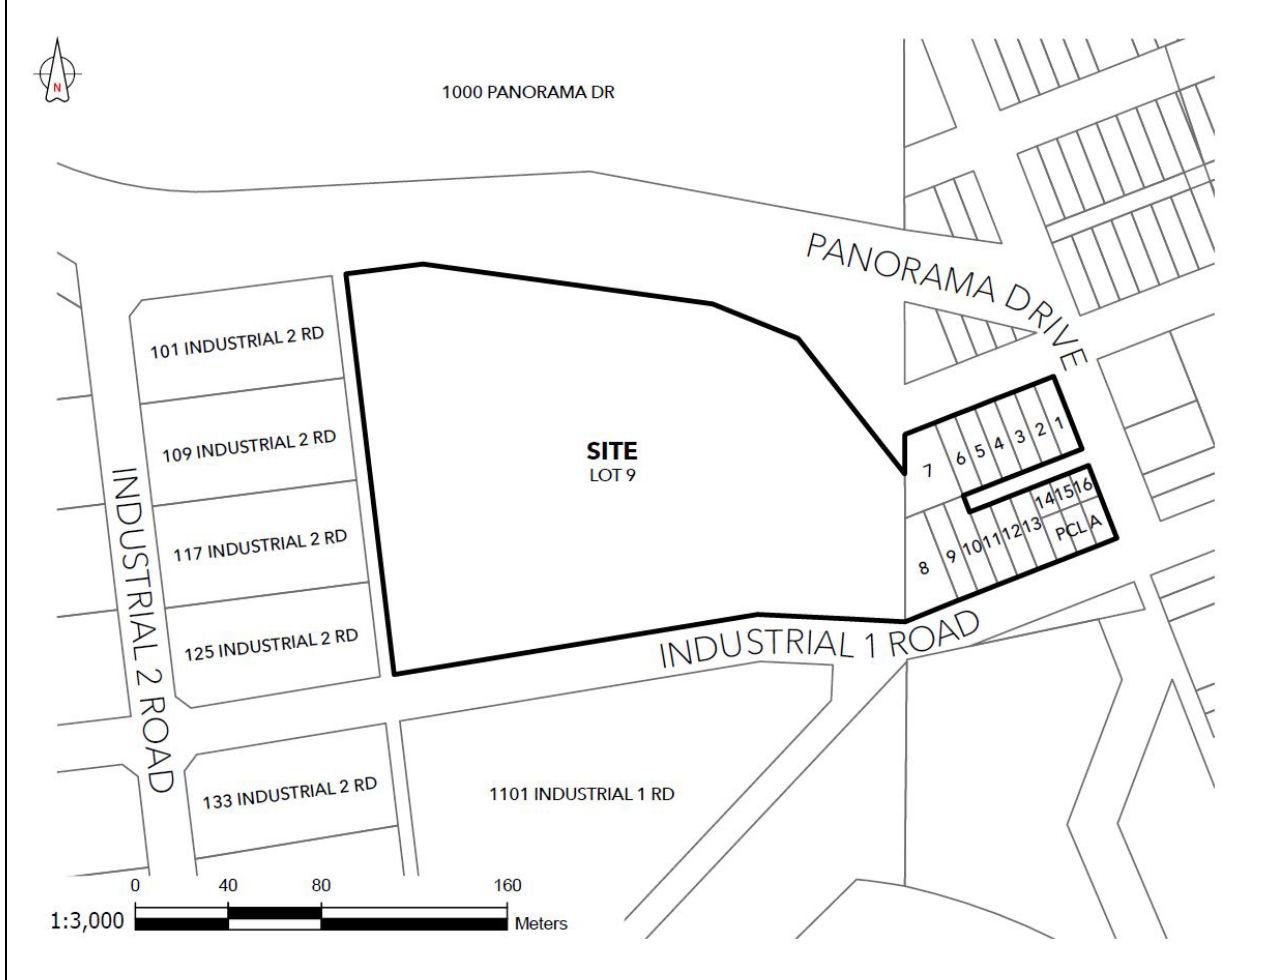 N
1000 PANORAMA DR
PANORAMA DRIVE
101 INDUSTRIAL 2 RD
109 INDUSTRIAL 2 RD
117 INDUSTRIAL 2 RD
125 INDUSTRIAL 2 RD
133 INDUSTRIAL 2 RD
INDUSTRIAL 2 ROAD
SITE
LOT 9
7 6 5 4 3 2 1
8 9 10 11 12 13 14 15 16
PCL A
INDUSTRIAL 1 ROAD
1101 INDUSTRIAL 1 RD
0 40 80 160
1:3,000
Meters